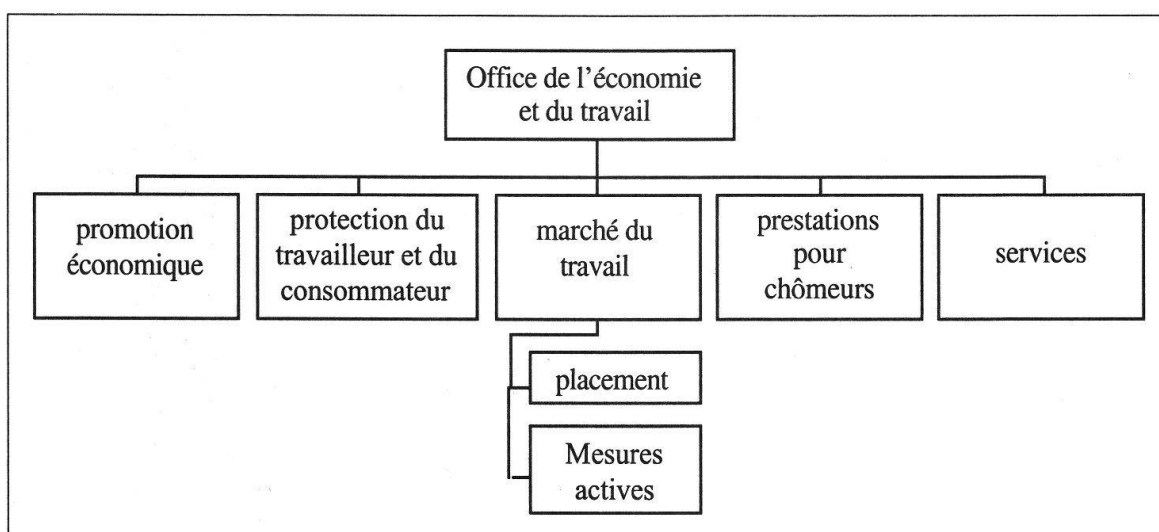 Office de l'économie
et du travail
promotion
économique
protection du
travailleur et du
consommateur
marché du
travail
prestations
pour
chômeurs
services
placement
Mesures
actives